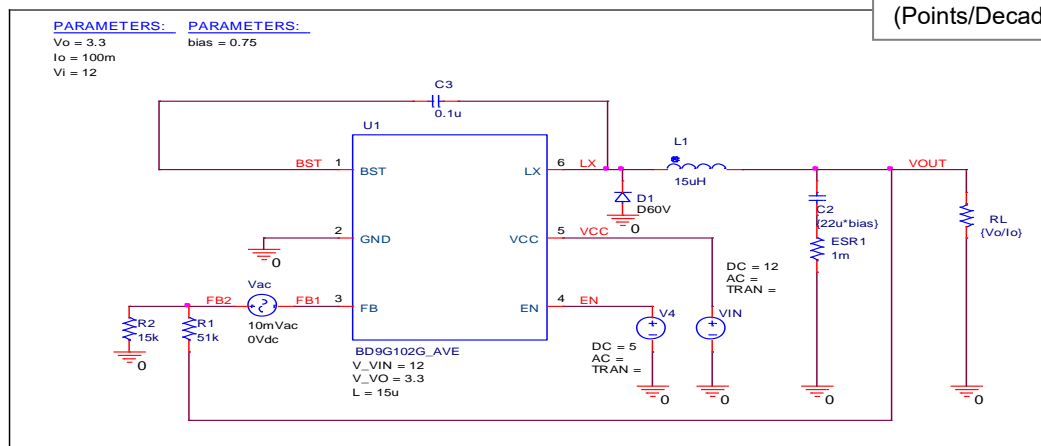 (Points/Decad
PARAMETERS:
Vo = 3.3
Io = 100m
Vi = 12
PARAMETERS:
bias = 0.75
C3
0.1u
U1
BST
1
BST
LX
6
LX
L1
15uH
VOUT
D1
D60V
0
C2
{22u*bias}
ESR1
1m
0
RL
{Vo/Io}
0
2
GND
0
VCC
5
VCC
DC = 12
AC =
TRAN =
Vac
FB2
FB1
3
FB
10mVac
0Vdc
EN
4
EN
V4
VIN
DC = 5
AC =
TRAN =
0
0
R2
15k
0
R1
51k
BD9G102G_AVE
V_VIN = 12
V_VO = 3.3
L = 15u